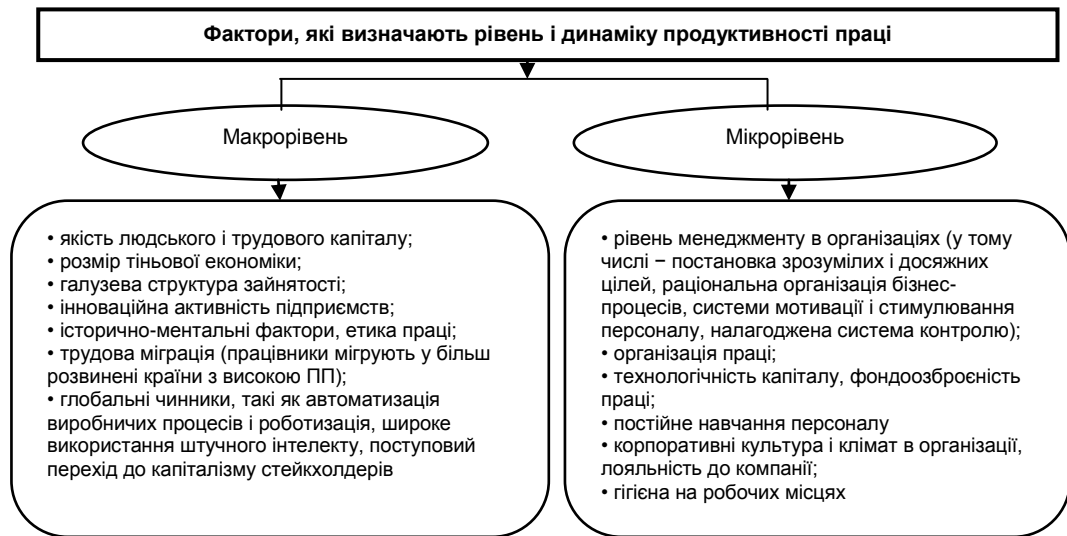 Фактори, які визначають рівень і динаміку продуктивності праці
Макрорівень
Мікрорівень
• якість людського і трудового капіталу;
• розмір тіньової економіки;
• галузева структура зайнятості;
• інноваційна активність підприємств;
• історично-ментальні фактори, етика праці;
• трудова міграція (працівники мігрують у більш
розвинені країни з високою ПП);
• глобальні чинники, такі як автоматизація
виробничих процесів і роботизація, широке
використання штучного інтелекту, поступовий
перехід до капіталізму стейкхолдерів
• рівень менеджменту в організаціях (у тому
числі − постановка зрозумілих і досяжних
цілей, раціональна організація бізнес-
процесів, системи мотивації і стимулювання
персоналу, налагоджена система контролю);
• організація праці;
• технологічність капіталу, фондоозброєність
праці;
• постійне навчання персоналу
• корпоративні культура і клімат в організації,
лояльність до компанії;
• гігієна на робочих місцях